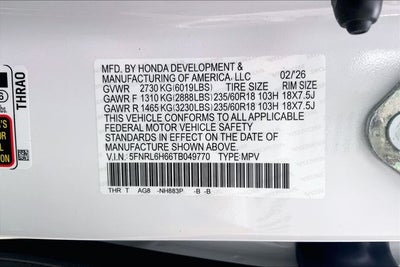 MFD. BY HONDA DEVELOPMENT &
MANUFACTURING OF AMERICA, LLC 02/'26
GVWR 2730 KG(6019LBS) TIRE SIZE RIM SIZE
GAWR F 1310 KG(2888LBS) 235/60R18 103H 18X7.5J
GAWR R 1465 KG(3230LBS) 235/60R18 103H 18X7.5J
THIS VEHICLE CONFORMS TO ALL APPLICABLE
FEDERAL MOTOR VEHICLE SAFETY
STANDARDS IN EFFECT ON THE DATE OF
MANUFACTURE SHOWN ABOVE.
V.I.N.: 5FNRL6H66TB049770 TYPE: MPV
THR T AG8 -NH883P -B -B
THRAO